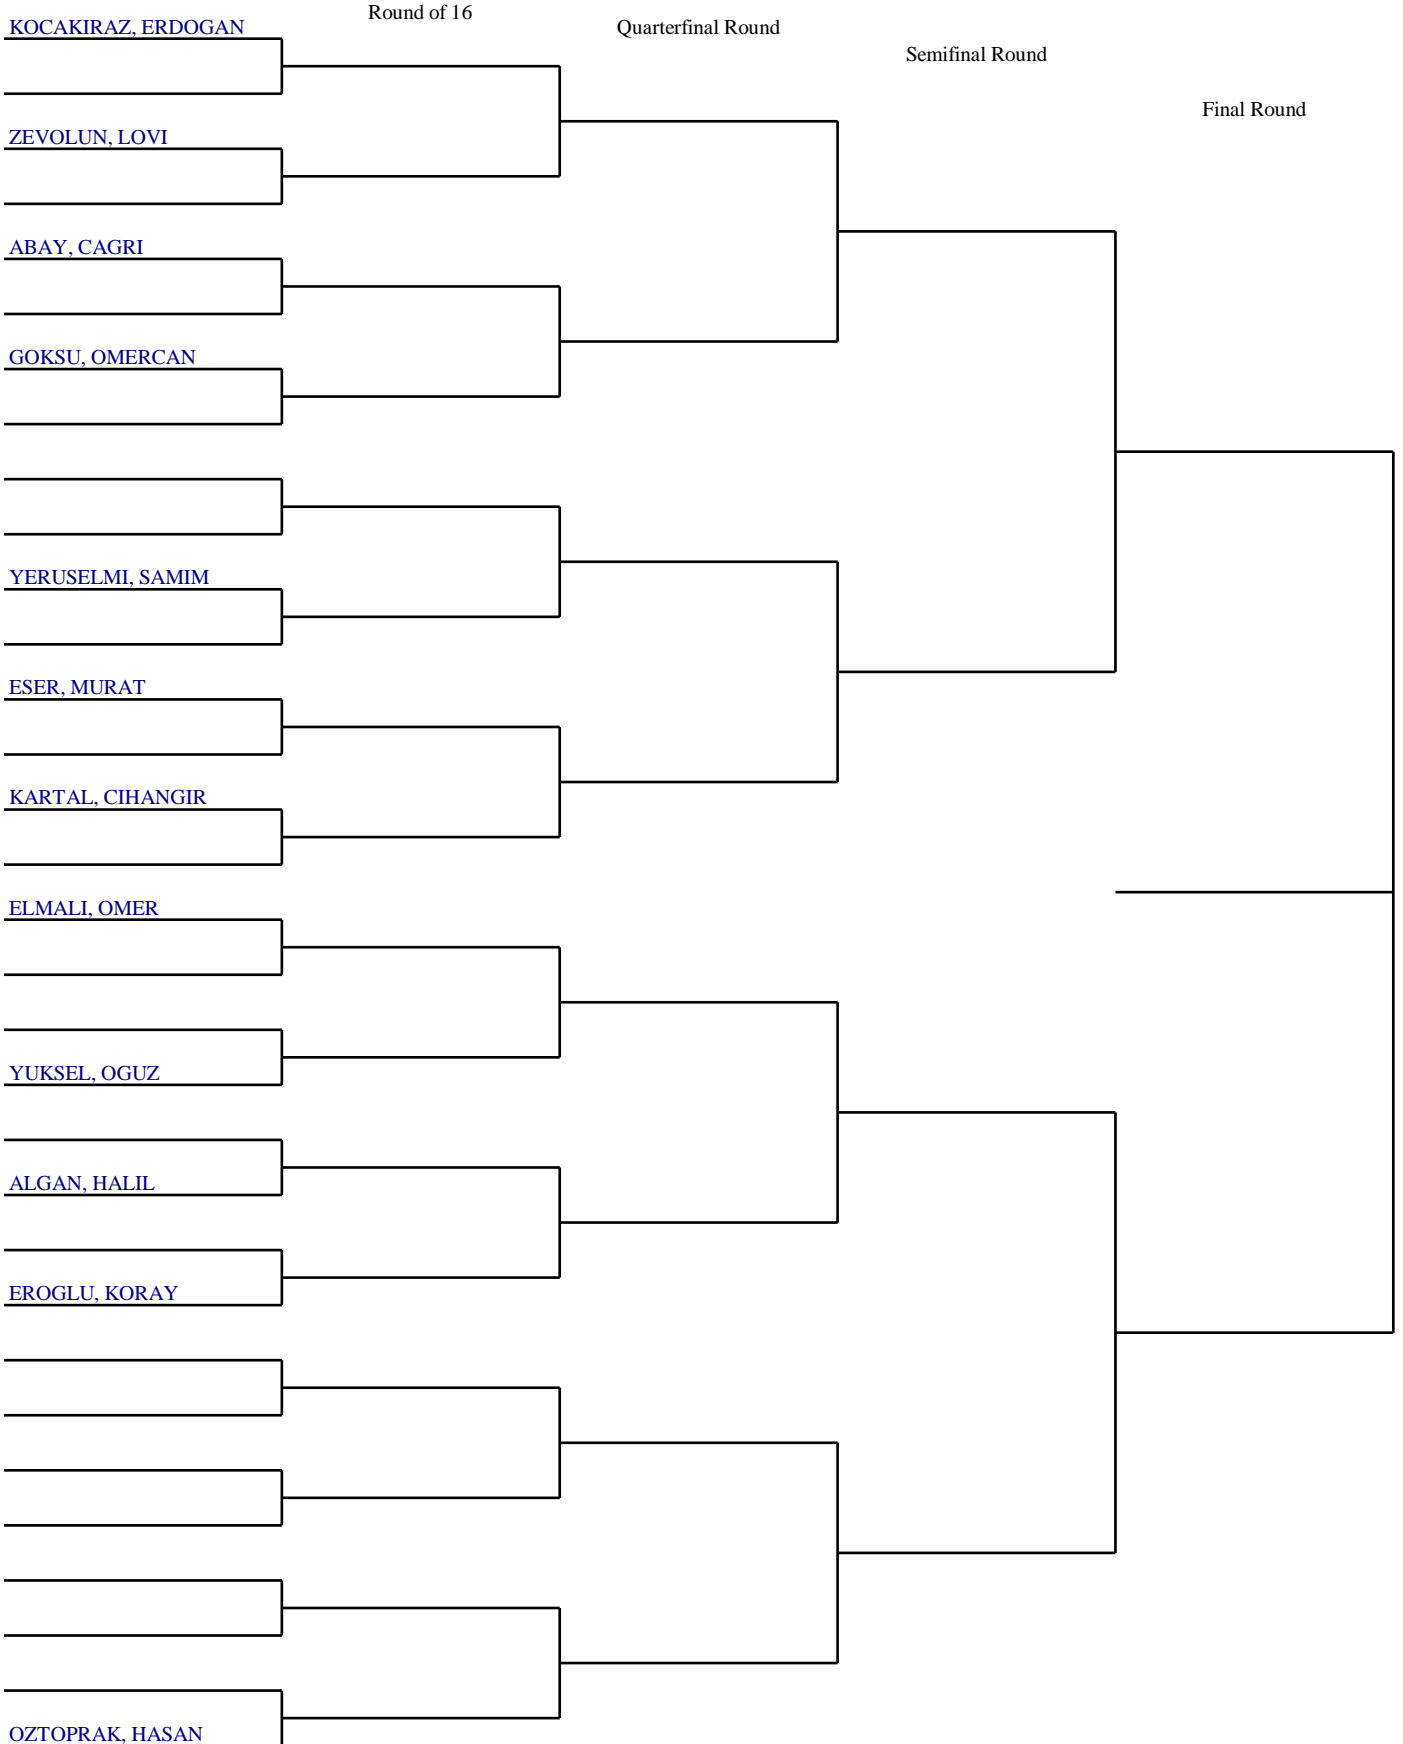 Round of 16
KOCAKIRAZ, ERDOGAN
Quarterfinal Round
Semifinal Round
Final Round
ZEVOLUN, LOVI
ABAY, CAGRI
GOKSU, OMERCAN
YERUSELMI, SAMIM
ESER, MURAT
KARTAL, CIHANGIR
ELMALI, OMER
YUKSEL, OGUZ
ALGAN, HALIL
EROGLU, KORAY
OZTOPRAK, HASAN